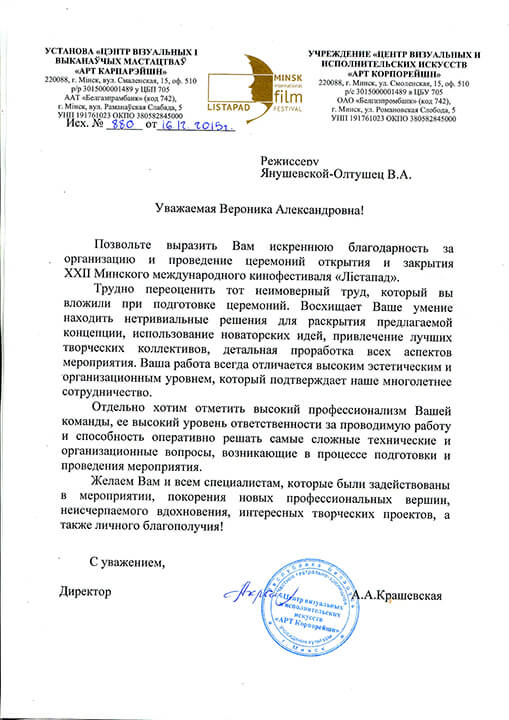 УСТАНОВА «ЦЭНТР ВІЗУАЛЬНЫХ І
ВЫКАНАЎЧЫХ МАСТАЦТВАЎ
«АРТ КАРПАРЭЙШН»
220088, г. Мінск, вул. Смаленская, 15, оф. 510
р/р 3015000001489 у ЦБП 705
ААТ «Белгазпрамбанк» (код 742),
г. Мінск, вул. Раманаўская Слабада, 5
УНП 191761023 ОКПО 380582845000
Исх. № 880 от 16.12.2015г.
LISTAPAD
MINSK
international
film
FESTIVAL
УЧРЕЖДЕНИЕ «ЦЕНТР ВИЗУАЛЬНЫХ И
ИСПОЛНИТЕЛЬСКИХ ИСКУССТВ
«АРТ КОРПОРЕЙШН»
220088, г. Минск, ул. Смоленская, 15, оф. 510
р/с 3015000001489 в ЦБУ 705
ОАО «Белгазпромбанк» (код 742),
г. Минск, ул. Романовская Слобода, 5
УНП 191761023 ОКПО 380582845000
Режиссеру
Янушевской-Олтушец В.А.
Уважаемая Вероника Александровна!
Позвольте выразить Вам искреннюю благодарность за
организацию и проведение церемоний открытия и закрытия
XXII Минского международного кинофестиваля «Лістапад».
Трудно переоценить тот неимоверный труд, который вы
вложили при подготовке церемоний. Восхищает Ваше умение
находить нетривиальные решения для раскрытия предлагаемой
концепции, использование новаторских идей, привлечение лучших
творческих коллективов, детальная проработка всех аспектов
мероприятия. Ваша работа всегда отличается высоким эстетическим и
организационным уровнем, который подтверждает наше многолетнее
сотрудничество.
Отдельно хотим отметить высокий профессионализм Вашей
команды, ее высокий уровень ответственности за проводимую работу
и способность оперативно решать самые сложные технические и
организационные вопросы, возникающие в процессе подготовки и
проведения мероприятия.
Желаем Вам и всем специалистам, которые были задействованы
в мероприятии, покорения новых профессиональных вершин,
неисчерпаемого вдохновения, интересных творческих проектов, а
также личного благополучия!
С уважением,
Директор
А.А.Крашевская
Республика Беларусь
«Центр визуальных
и исполнительских
искусств
«АРТ Корпорейшн»
г. Минск